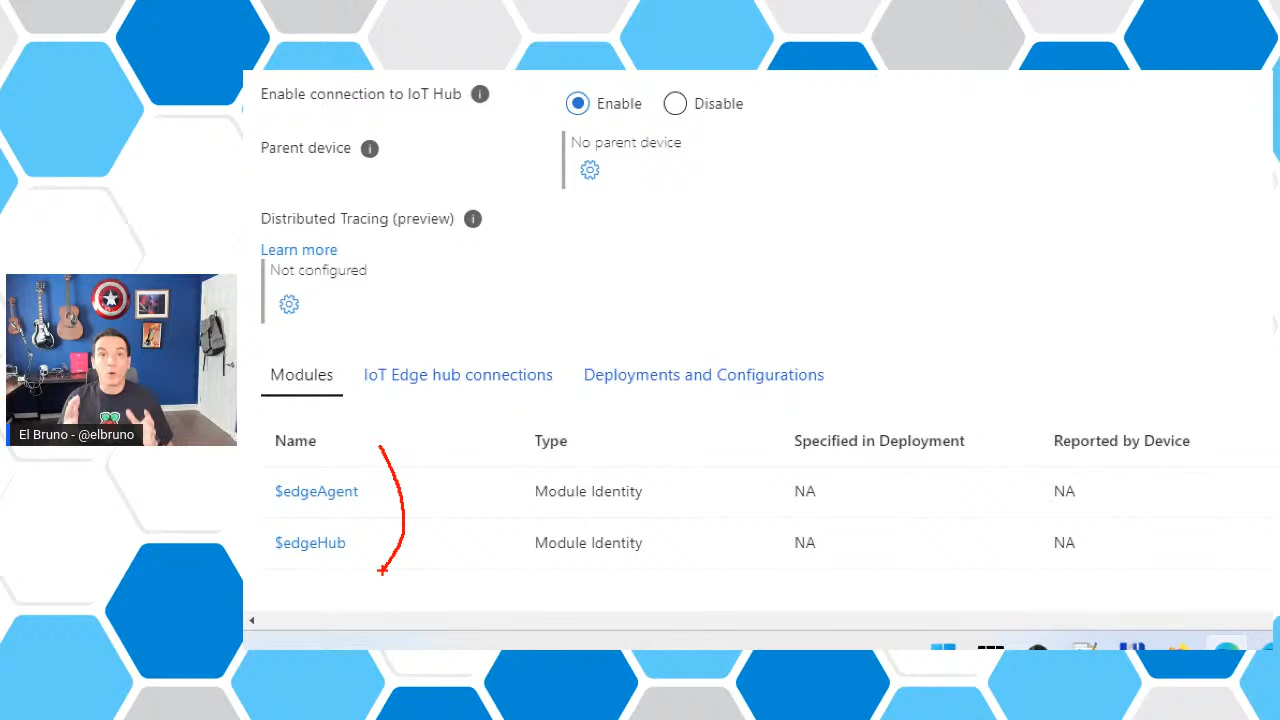 Enable connection to IoT Hub
Enable
Disable
Parent device
No parent device
Distributed Tracing (preview)
Learn more
Not configured
El Bruno - @elbruno
Modules
IoT Edge hub connections
Deployments and Configurations
Name Type Specified in Deployment Reported by Device
$edgeAgent Module Identity NA NA
$edgeHub Module Identity NA NA